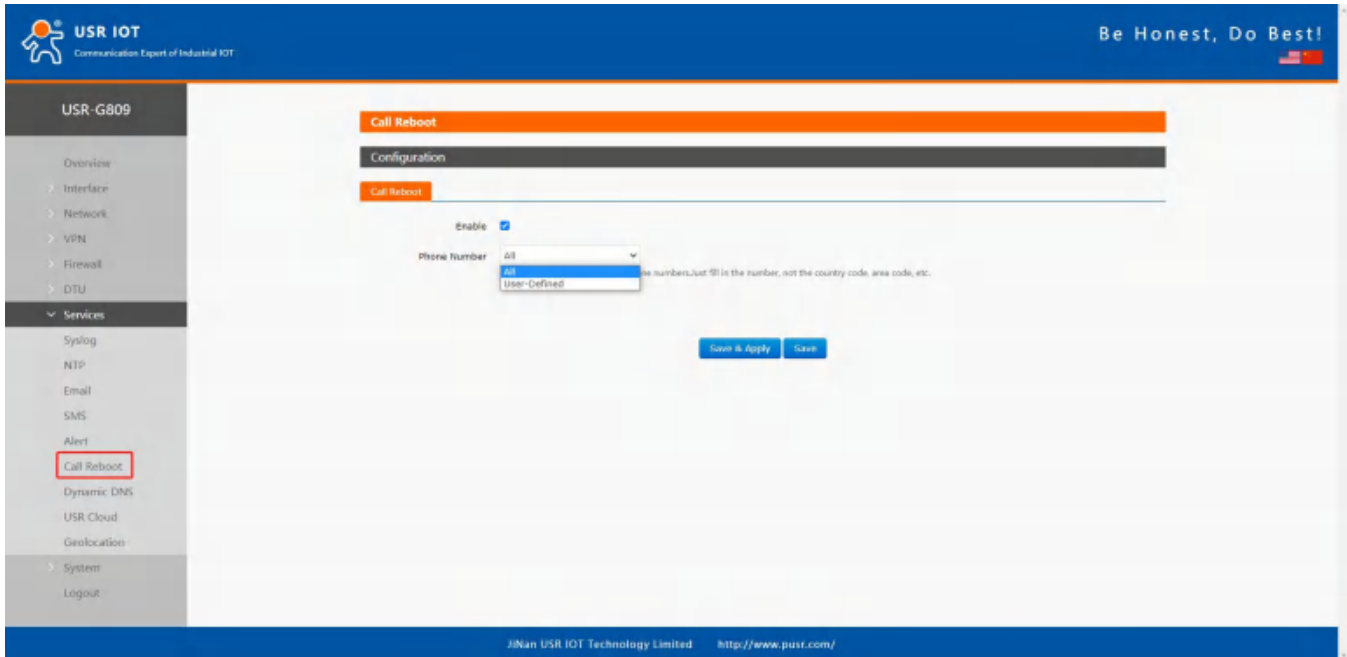 USR IOT
Communication Expert of Industrial IOT
Be Honest, Do Best!
USR-G809
Overview
Interface
Network
VPN
Firewall
DTU
Services
Syslog
NTP
Email
SMS
Alert
Call Reboot
Dynamic DNS
USR Cloud
Geolocation
System
Logout
Call Reboot
Configuration
Call Reboot
Enable
Phone Number All
All
User-Defined
ne numbers.Just fill in the number, not the country code, area code, etc.
Save & Apply Save
JiNan USR IOT Technology Limited http://www.pusr.com/